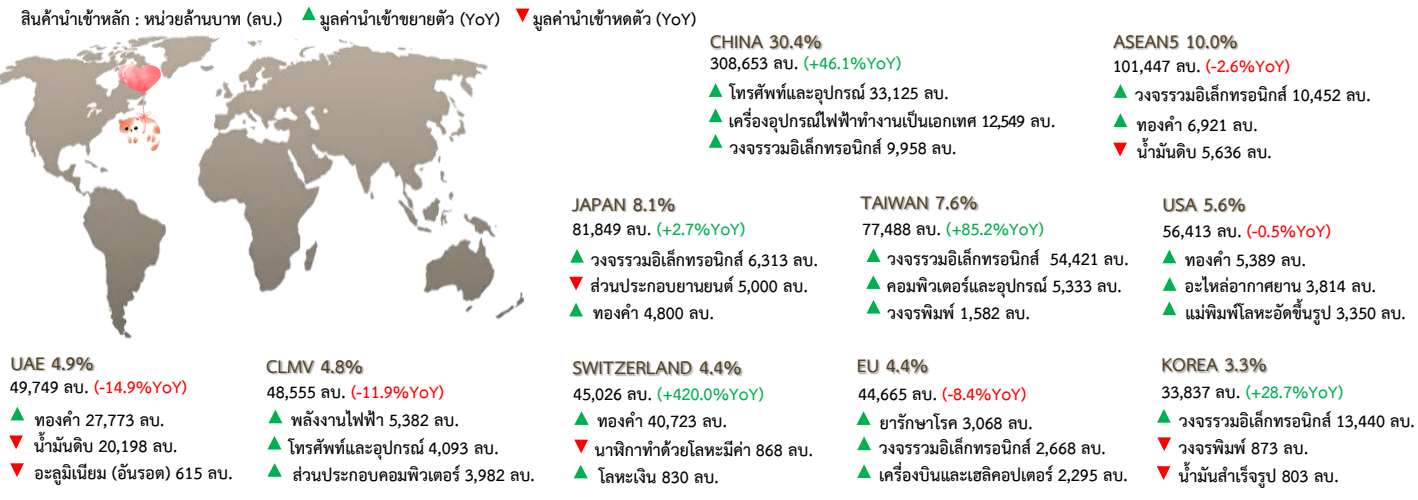 สินค้านำเข้าหลัก : หน่วยล้านบาท (ลบ.) ▲ มูลค่านำเข้าขยายตัว (YoY) ▼ มูลค่านำเข้าหดตัว (YoY)
CHINA 30.4%
308,653 ลบ. (+46.1%YoY)
▲ โทรศัพท์และอุปกรณ์ 33,125 ลบ.
▲ เครื่องอุปกรณ์ไฟฟ้าทำงานเป็นเอกเทศ 12,549 ลบ.
▲ วงจรรวมอิเล็กทรอนิกส์ 9,958 ลบ.
ASEAN5 10.0%
101,447 ลบ. (-2.6%YoY)
▲ วงจรรวมอิเล็กทรอนิกส์ 10,452 ลบ.
▲ ทองคำ 6,921 ลบ.
▼ น้ำมันดิบ 5,636 ลบ.
JAPAN 8.1%
81,849 ลบ. (+2.7%YoY)
▲ วงจรรวมอิเล็กทรอนิกส์ 6,313 ลบ.
▼ ส่วนประกอบยานยนต์ 5,000 ลบ.
▲ ทองคำ 4,800 ลบ.
TAIWAN 7.6%
77,488 ลบ. (+85.2%YoY)
▲ วงจรรวมอิเล็กทรอนิกส์ 54,421 ลบ.
▲ คอมพิวเตอร์และอุปกรณ์ 5,333 ลบ.
▲ วงจรพิมพ์ 1,582 ลบ.
USA 5.6%
56,413 ลบ. (-0.5%YoY)
▲ ทองคำ 5,389 ลบ.
▲ อะไหล่อากาศยาน 3,814 ลบ.
▲ แม่พิมพ์โลหะอัดขึ้นรูป 3,350 ลบ.
UAE 4.9%
49,749 ลบ. (-14.9%YoY)
▲ ทองคำ 27,773 ลบ.
▼ น้ำมันดิบ 20,198 ลบ.
▼ อะลูมิเนียม (อันรอต) 615 ลบ.
CLMV 4.8%
48,555 ลบ. (-11.9%YoY)
▲ พลังงานไฟฟ้า 5,382 ลบ.
▲ โทรศัพท์และอุปกรณ์ 4,093 ลบ.
▲ ส่วนประกอบคอมพิวเตอร์ 3,982 ลบ.
SWITZERLAND 4.4%
45,026 ลบ. (+420.0%YoY)
▲ ทองคำ 40,723 ลบ.
▼ นาฬิกาทำด้วยโลหะมีค่า 868 ลบ.
▲ โลหะเงิน 830 ลบ.
EU 4.4%
44,665 ลบ. (-8.4%YoY)
▲ ยารักษาโรค 3,068 ลบ.
▲ วงจรรวมอิเล็กทรอนิกส์ 2,668 ลบ.
▲ เครื่องบินและเฮลิคอปเตอร์ 2,295 ลบ.
KOREA 3.3%
33,837 ลบ. (+28.7%YoY)
▲ วงจรรวมอิเล็กทรอนิกส์ 13,440 ลบ.
▼ วงจรพิมพ์ 873 ลบ.
▼ น้ำมันสำเร็จรูป 803 ลบ.